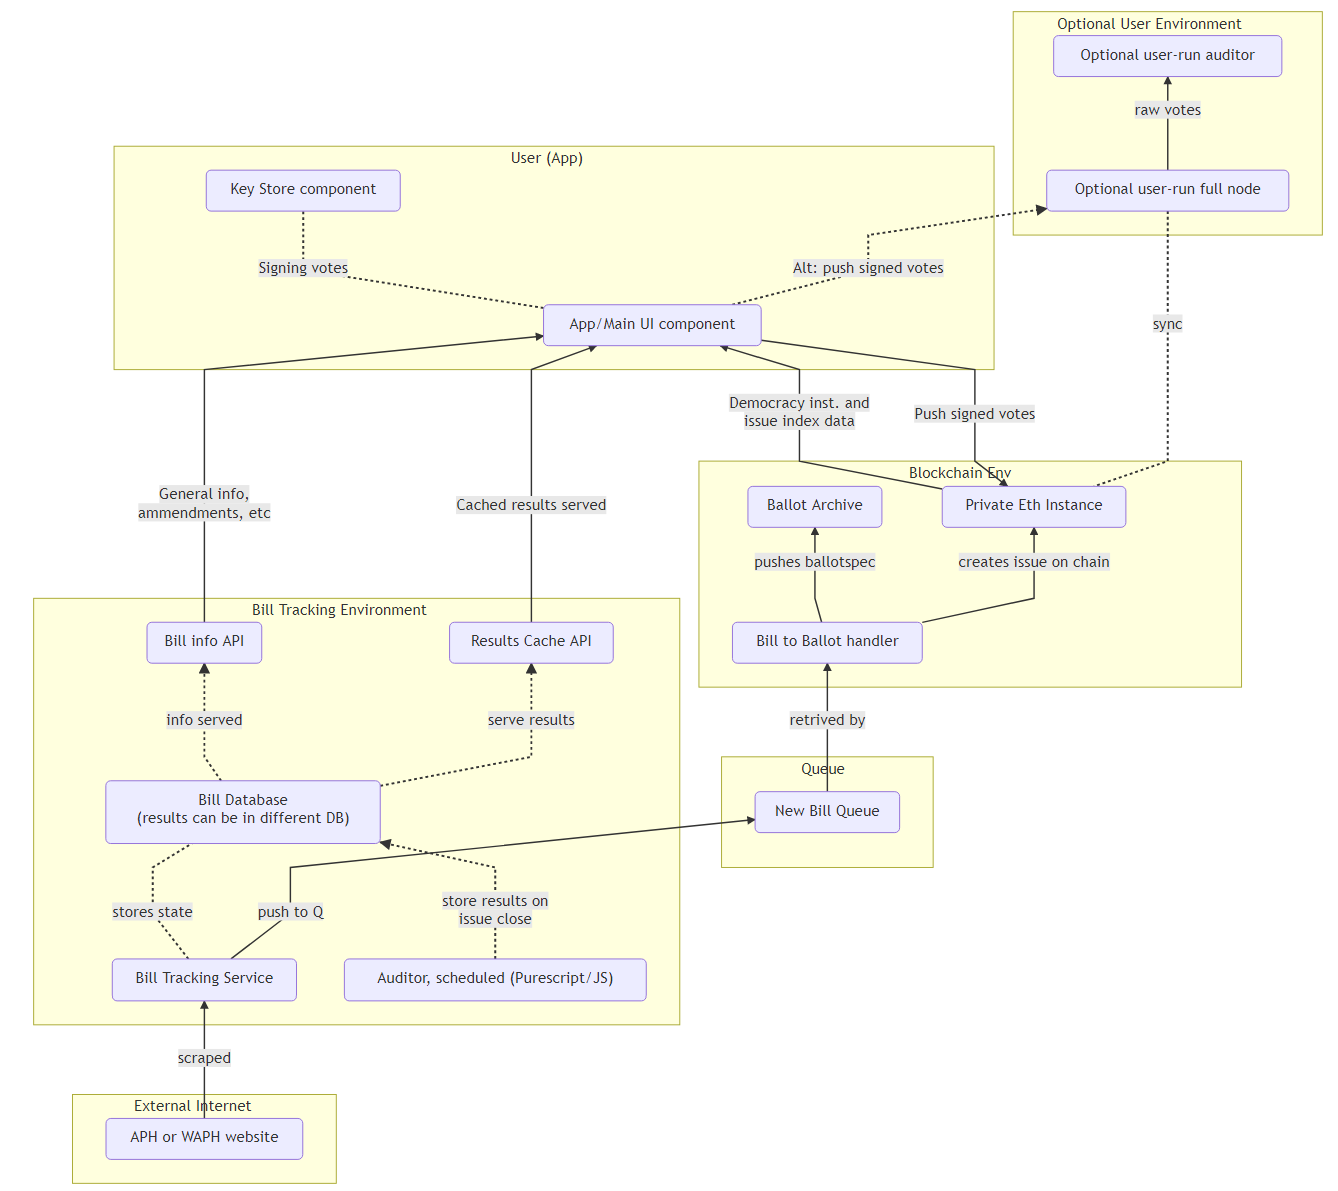 Optional User Environment
Optional user-run auditor
raw votes
Optional user-run full node
User (App)
Key Store component
Signing votes
Alt: push signed votes
App/Main UI component
sync
Democracy inst. and
issue index data
Push signed votes
General info,
ammendments, etc
Cached results served
Blockchain Env
Ballot Archive
Private Eth Instance
pushes ballotspec
creates issue on chain
Bill to Ballot handler
Bill Tracking Environment
Bill info API
Results Cache API
info served
serve results
retrived by
Queue
New Bill Queue
Bill Database
(results can be in different DB)
stores state
push to Q
store results on
issue close
Bill Tracking Service
Auditor, scheduled (Purescript/JS)
scraped
External Internet
APH or WAPH website